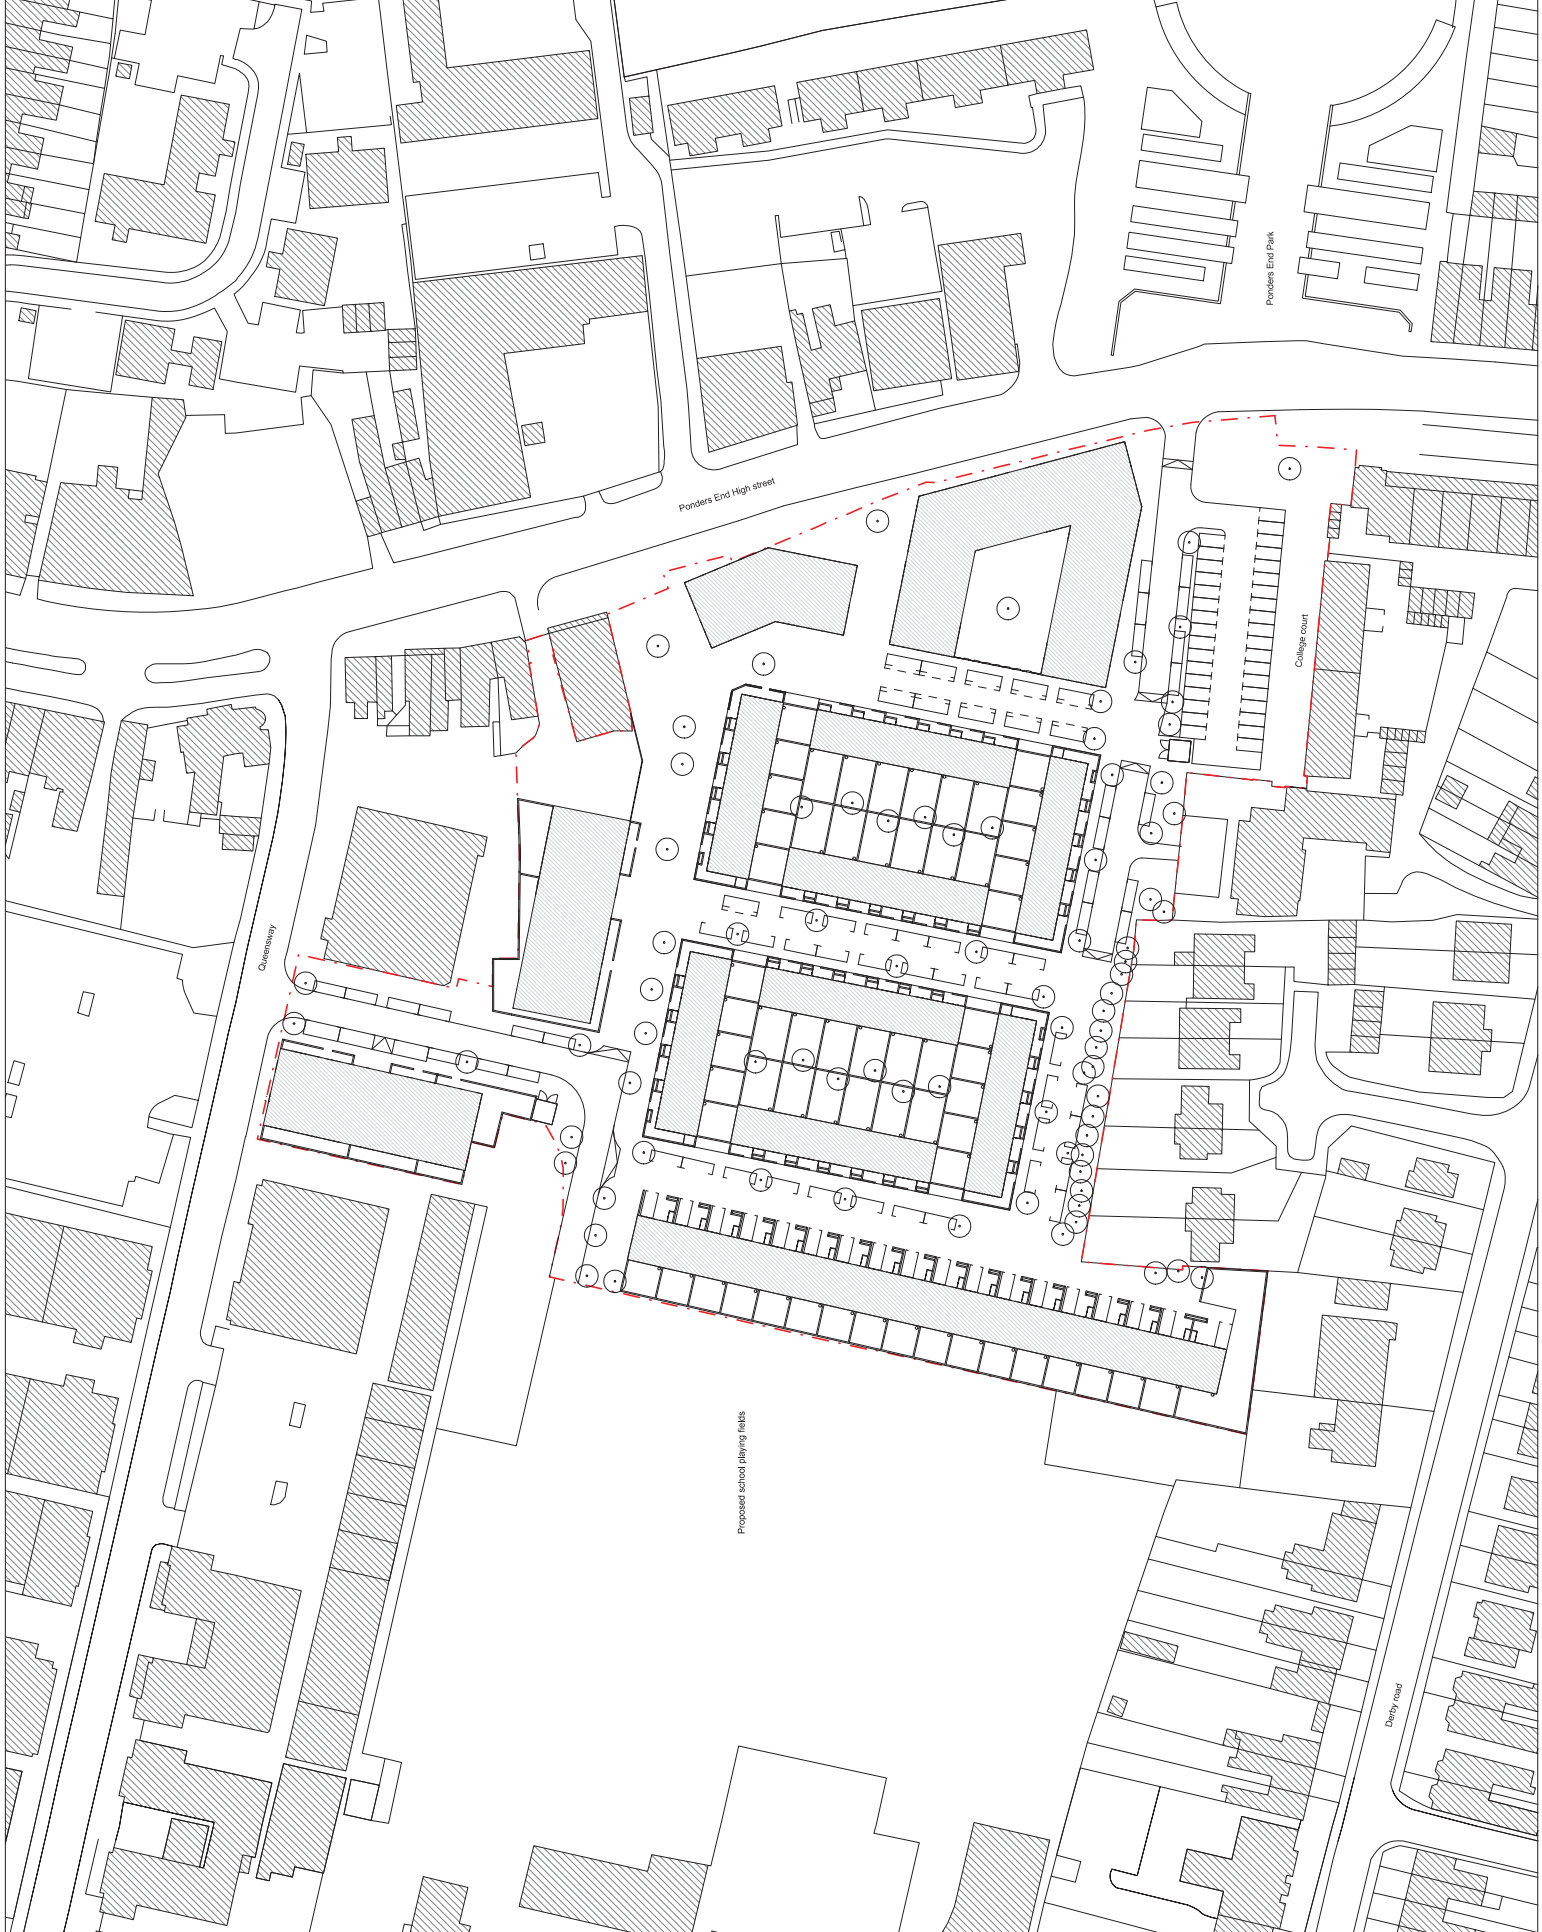 Ponders End Park
Ponders End High street
College court
Queensway
Proposed school playing fields
Derby road